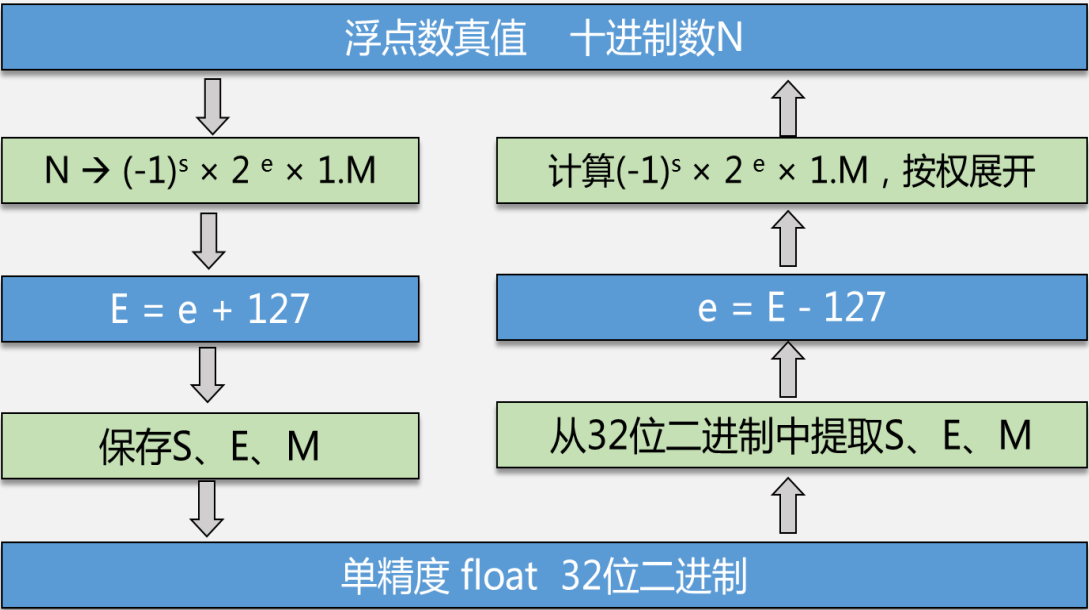 浮点数真值 十进制数N
N → (-1)ˢ × 2 ᵉ × 1.M
E = e + 127
保存S、E、M
计算(-1)ˢ × 2 ᵉ × 1.M，按权展开
e = E - 127
从32位二进制中提取S、E、M
单精度 float 32位二进制